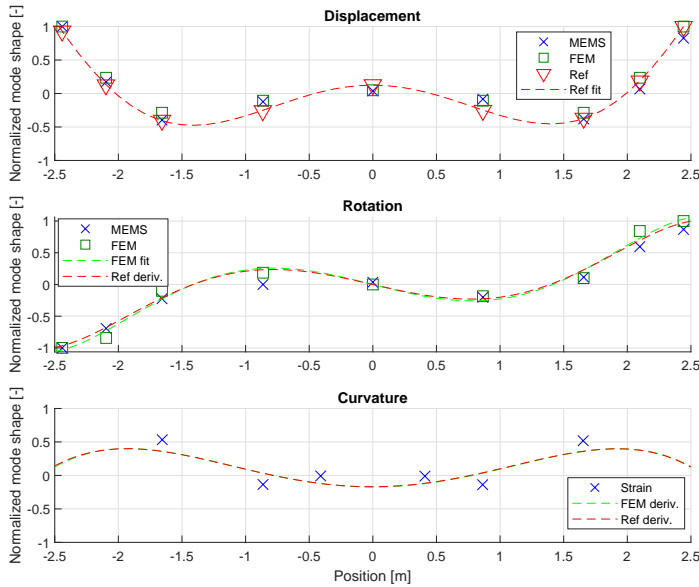 Displacement
Normalized mode shape [-]
1
0.5
0
-0.5
-1
MEMS
FEM
Ref
Ref fit
-2.5 -2 -1.5 -1 -0.5 0 0.5 1 1.5 2 2.5
Rotation
Normalized mode shape [-]
1
0.5
0
-0.5
-1
MEMS
FEM
FEM fit
Ref deriv.
-2.5 -2 -1.5 -1 -0.5 0 0.5 1 1.5 2 2.5
Curvature
Normalized mode shape [-]
1
0.5
0
-0.5
-1
Strain
FEM deriv.
Ref deriv.
-2.5 -2 -1.5 -1 -0.5 0 0.5 1 1.5 2 2.5
Position [m]